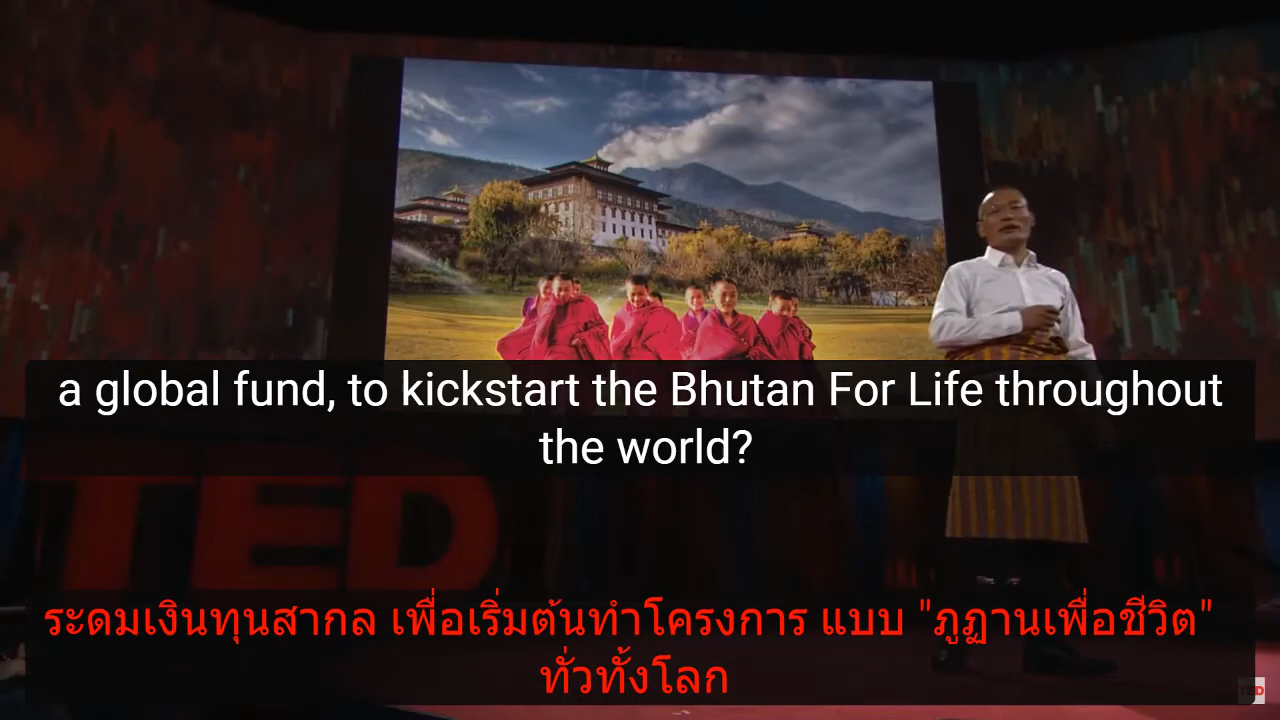 a global fund, to kickstart the Bhutan For Life throughout
the world?
TED
ระดมเงินทุนสากล เพื่อเริ่มต้นทำโครงการ แบบ "ภูฏานเพื่อชีวิต"
ทั่วทั้งโลก
TED